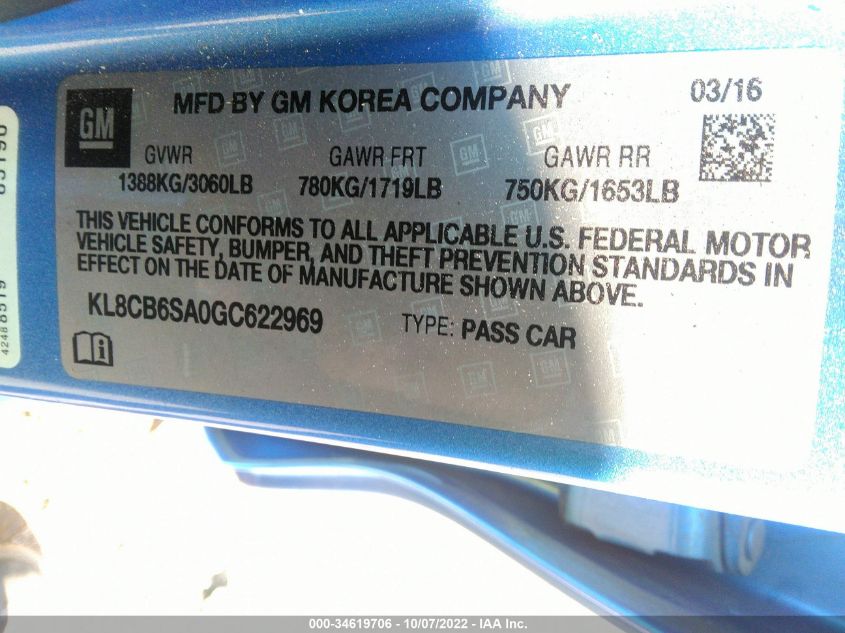 MFD BY GM KOREA COMPANY
03/16
GM
GVWR
GAWR FRT
GAWR RR
1388KG/3060LB
780KG/1719LB
750KG/1653LB
THIS VEHICLE CONFORMS TO ALL APPLICABLE U.S. FEDERAL MOTOR
VEHICLE SAFETY, BUMPER, AND THEFT PREVENTION STANDARDS IN
EFFECT ON THE DATE OF MANUFACTURE SHOWN ABOVE.
KL8CB6SA0GC622969
TYPE: PASS CAR
4248 8519
000-34619706 - 10/07/2022 - IAA Inc.